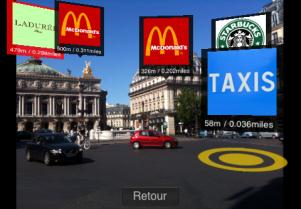 LADURÉE
479m / 0.298miles
McDonald's
500m / 0.311miles
McDonald's
326m / 0.202miles
STARBUCKS
TAXIS
58m / 0.036miles
Retour